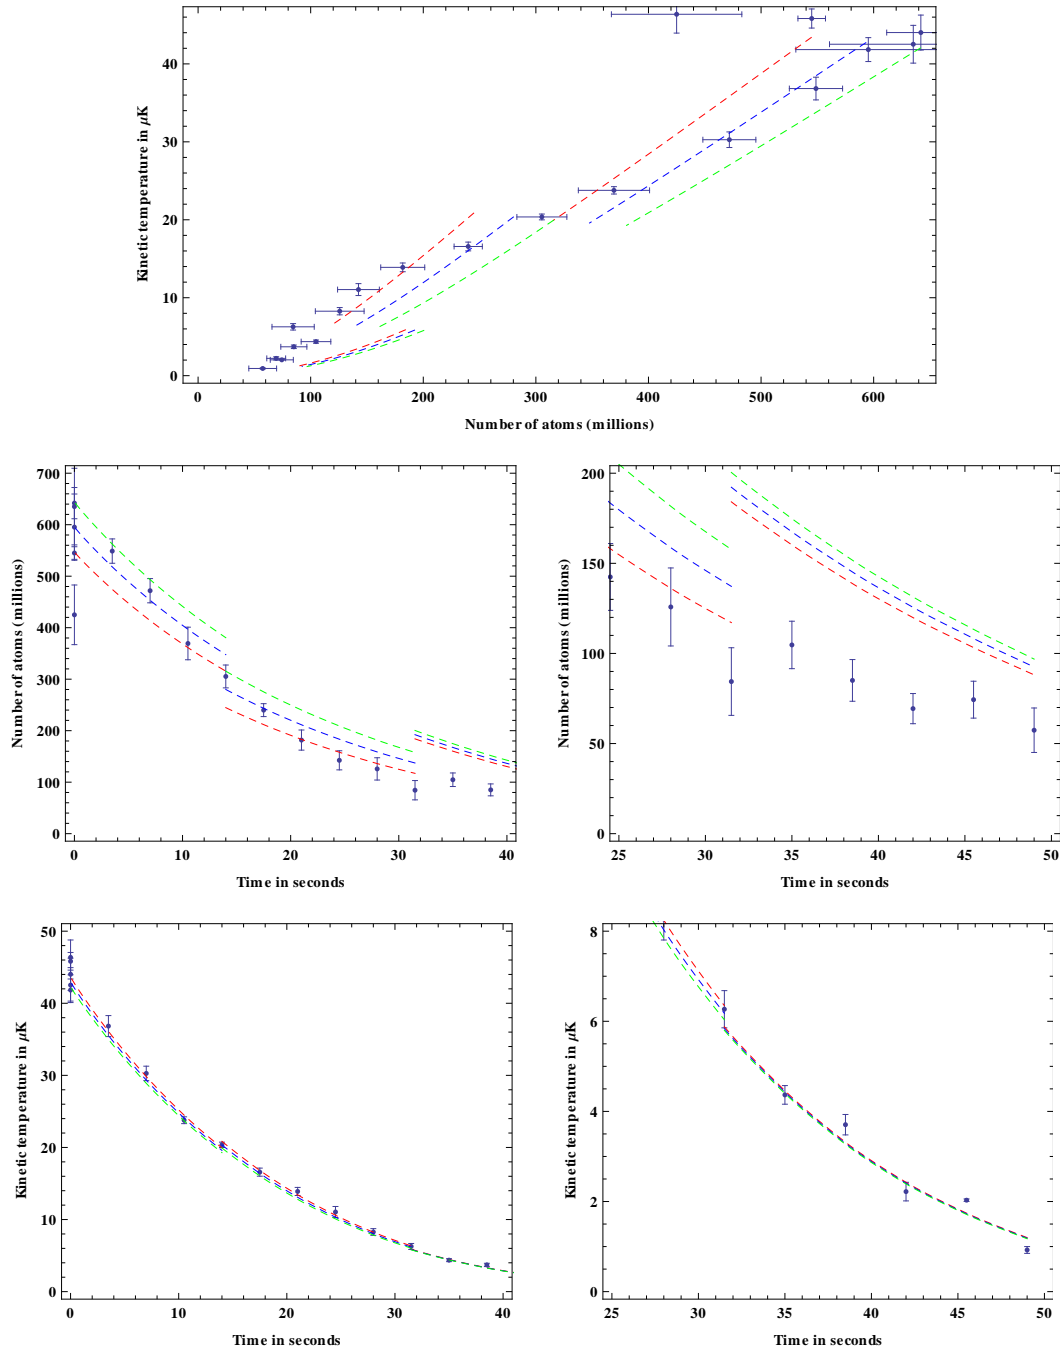 40
30
20
10
0
Kinetic temperature in μK
0 100 200 300 400 500 600
Number of atoms (millions)
700
600
500
400
300
200
100
0
Number of atoms (millions)
0 10 20 30 40
Time in seconds
200
150
100
50
0
Number of atoms (millions)
25 30 35 40 45 50
Time in seconds
50
40
30
20
10
0
Kinetic temperature in μK
0 10 20 30 40
Time in seconds
8
6
4
2
0
Kinetic temperature in μK
25 30 35 40 45 50
Time in seconds